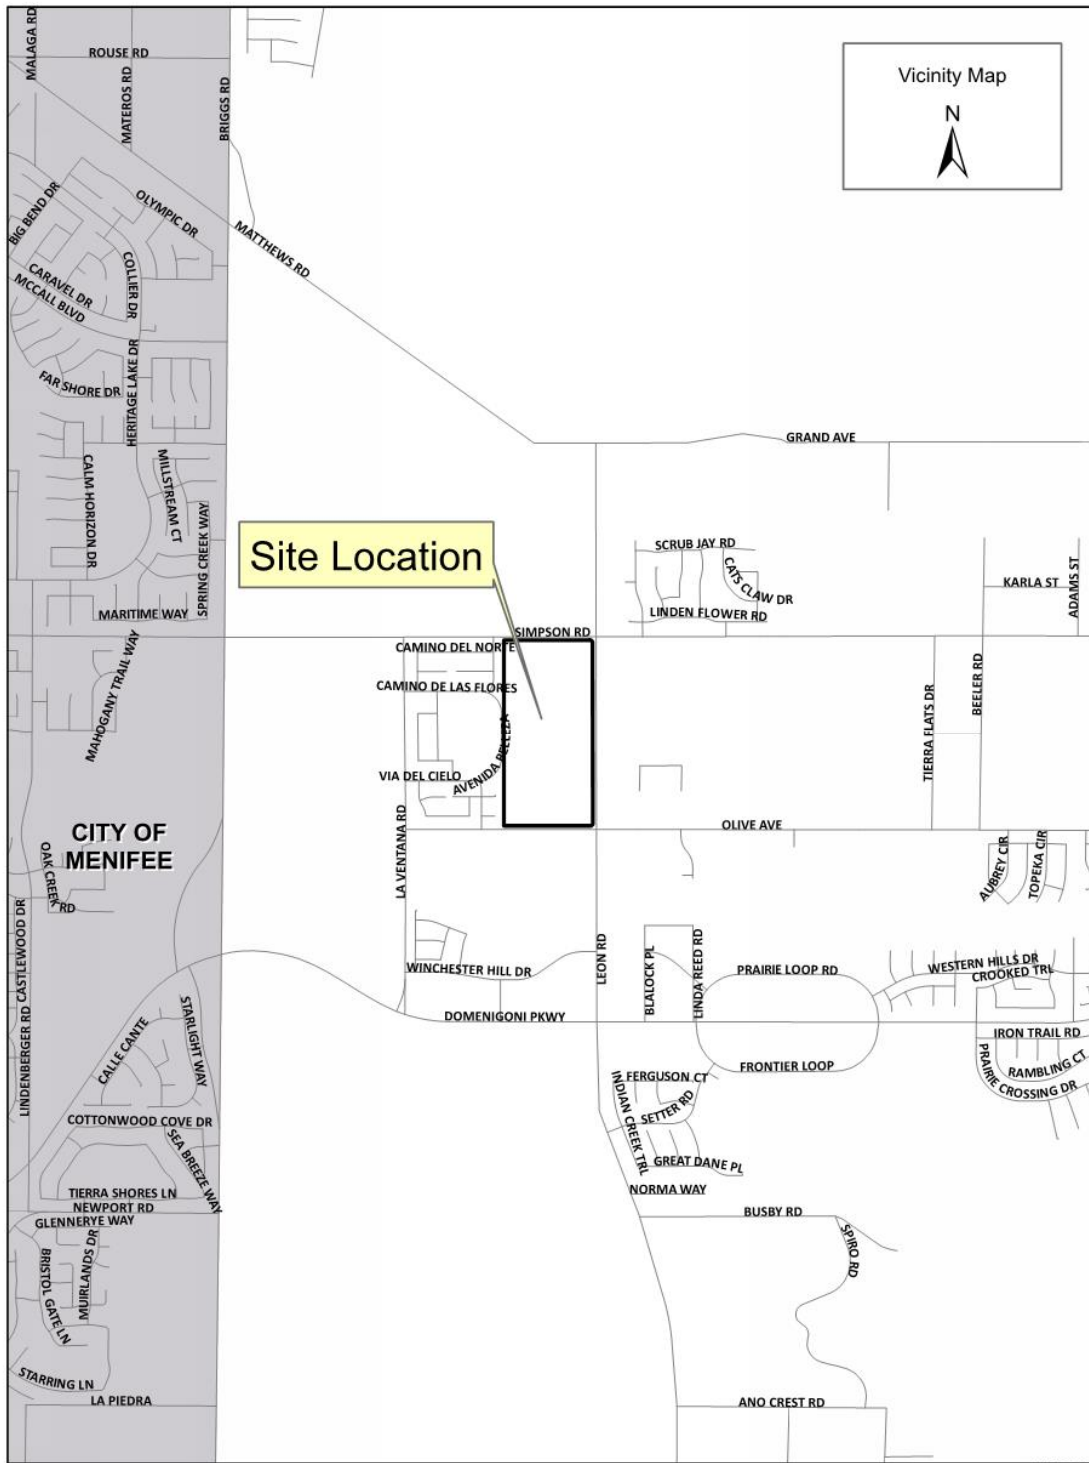 MALAGA RD
ROUSE RD
MATEROS RD
BRIGGS RD
Vicinity Map
N
BIG BEND DR
OLYMPIC DR
MATTHEWS RD
CARAVEL DR
MCCALL BLVD
COLLIER DR
FAR SHORE DR
HERITAGE LAKE DR
GRAND AVE
CALM HORIZON DR
MILLSTREAM CT
SPRING CREEK WAY
Site Location
SCRUB JAY RD
CATS CLAW DR
LINDEN FLOWER RD
KARLA ST
ADAMS ST
MARITIME WAY
SIMPSON RD
MAHOGANY TRAIL WAY
CAMINO DEL NORTE
CAMINO DE LAS FLORES
AVENIDA BELLEZA
VIA DEL CIELO
TIERRA FLATS DR
BEELER RD
CITY OF
MENIFEE
LA VENTANA RD
OLIVE AVE
OAK CREEK RD
AUBREY CIR
TOPEKA CIR
CASTLEWOOD DR
LEON RD
WINCHESTER HILL DR
BLALOCK PL
LINDA REED RD
PRAIRIE LOOP RD
WESTERN HILLS DR
CROOKED TRL
DOMENIGONI PKWY
IRON TRAIL RD
LINDENBERGER RD
CALLE CANTE
STARLIGHT WAY
FRONTIER LOOP
RAMBLING CT
PRAIRIE CROSSING DR
FERGUSON CT
INDIAN CREEK TRL
SETTER RD
COTTONWOOD COVE DR
SEA BREEZE WAY
GREAT DANE PL
NORMA WAY
TIERRA SHORES LN
NEWPORT RD
GLENNERYE WAY
BUSBY RD
SPIRO RD
BRISTOL GATE LN
MUIRLANDS DR
STARRING LN
LA PIEDRA
ANO CREST RD